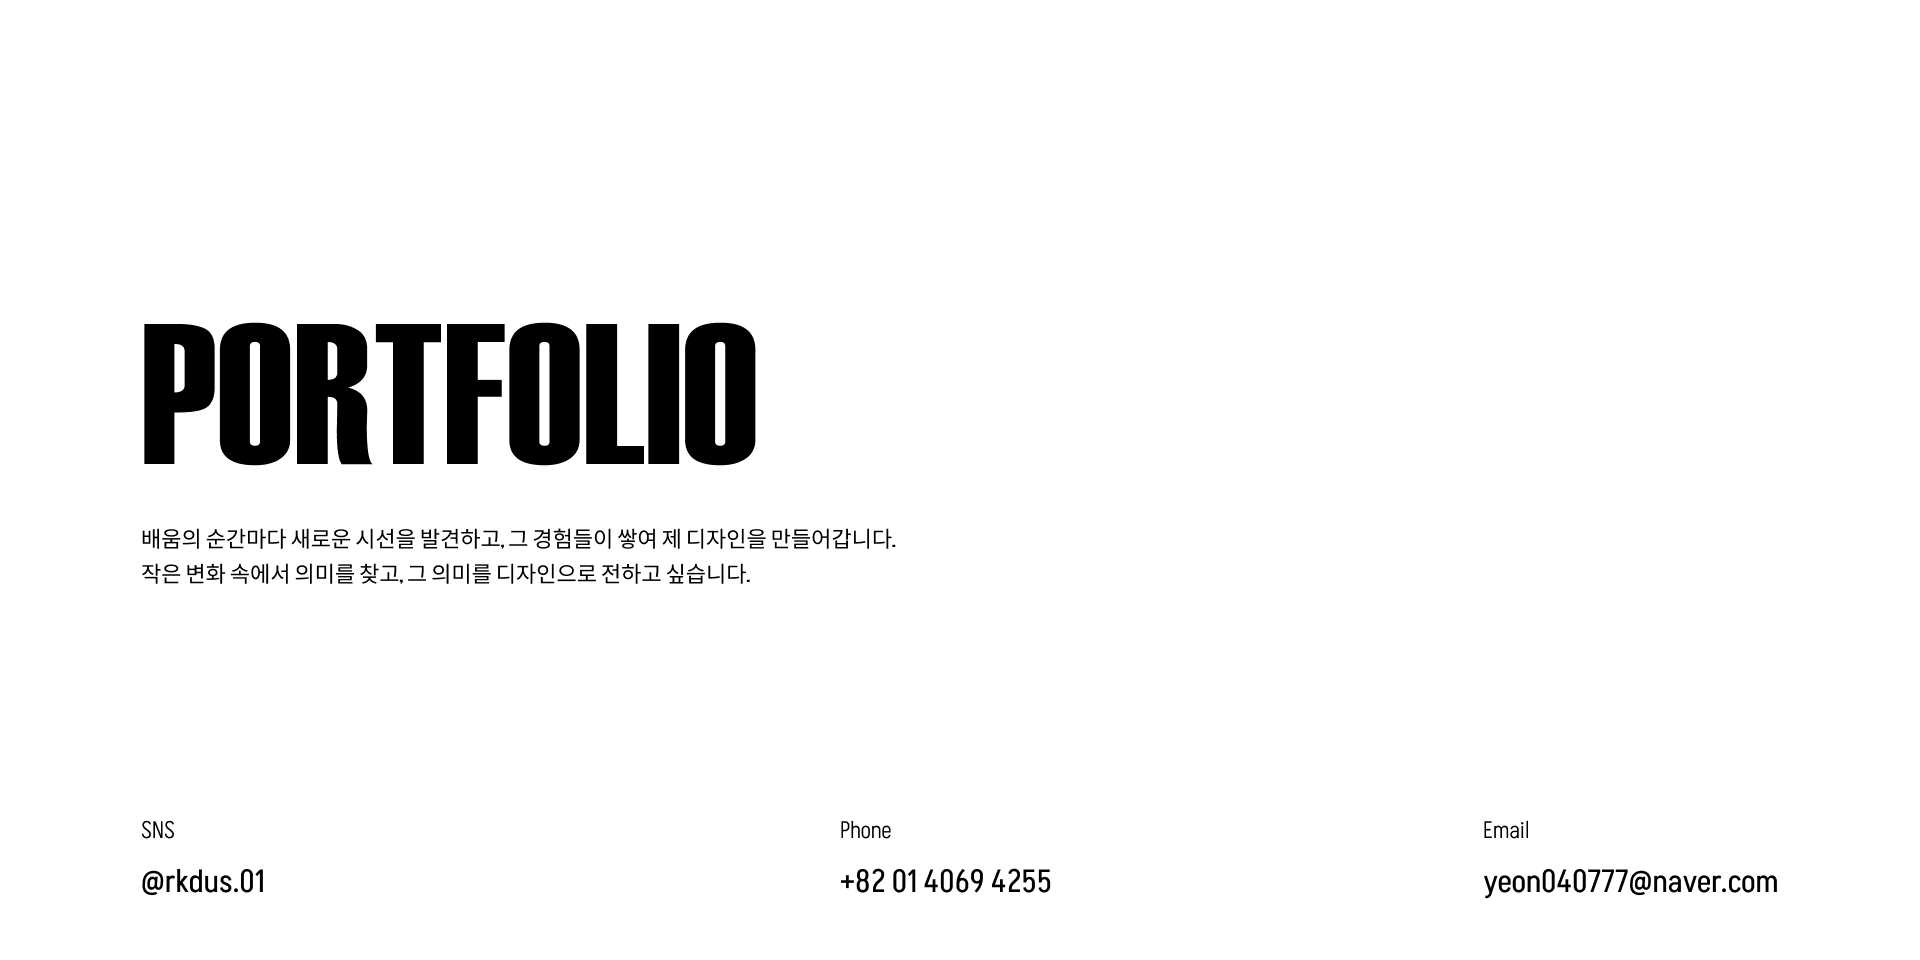 PORTFOLIO
배움의 순간마다 새로운 시선을 발견하고, 그 경험들이 쌓여 제 디자인을 만들어갑니다.
작은 변화 속에서 의미를 찾고, 그 의미를 디자인으로 전하고 싶습니다.
SNS
@rkdus.01
Phone
+82 01 4069 4255
Email
yeon040777@naver.com